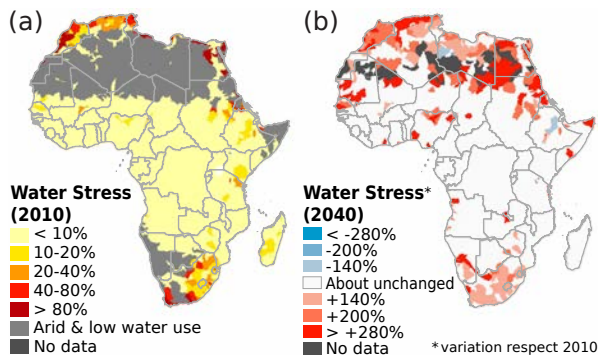 (a)
Water Stress
(2010)
< 10%
10-20%
20-40%
40-80%
> 80%
Arid & low water use
No data
(b)
Water Stress*
(2040)
< -280%
-200%
-140%
About unchanged
+140%
+200%
> +280%
No data
*variation respect 2010